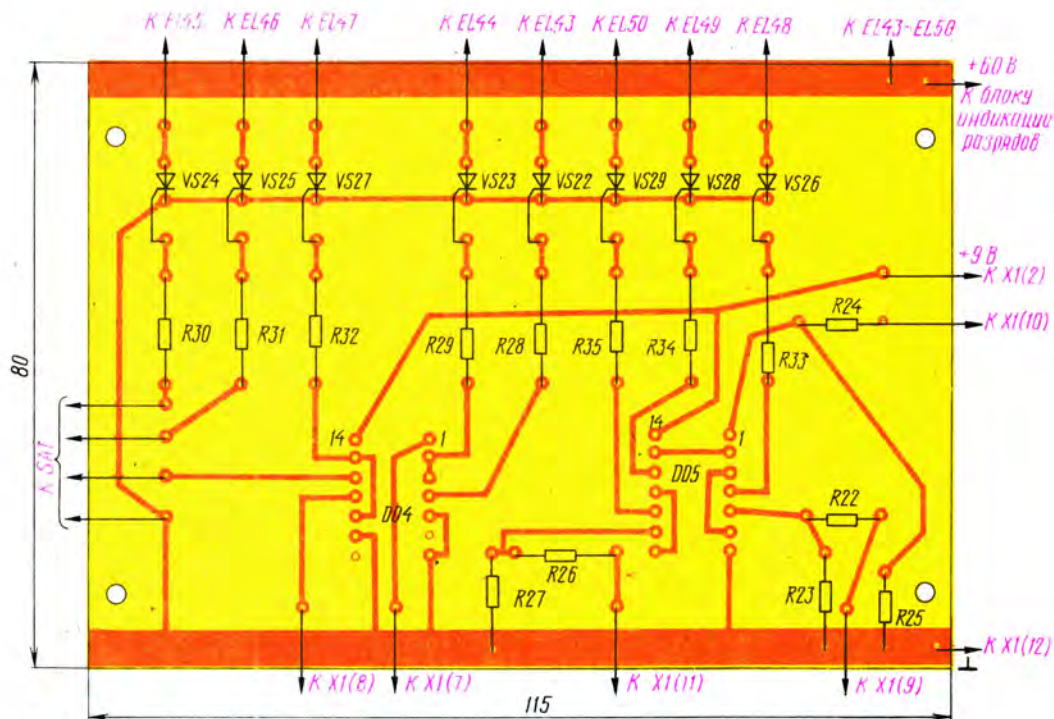 К EL45 К EL46 К EL47 К EL44 К EL43 К EL50 К EL49 К EL48 К EL43-EL50
+60 В
К блоку
индикации
разрядов
VS24 VS25 VS27 VS23 VS22 VS29 VS28 VS26
+9 В
К X1(2)
R24
К X1(10)
R30 R31 R32 R29 R28 R35 R34 R33
80
К SA1
14 1 14 1
DD4 DD5
R22
R26
R27 R23 R25
К X1(12)
К X1(8) К X1(7) К X1(11) К X1(9)
115